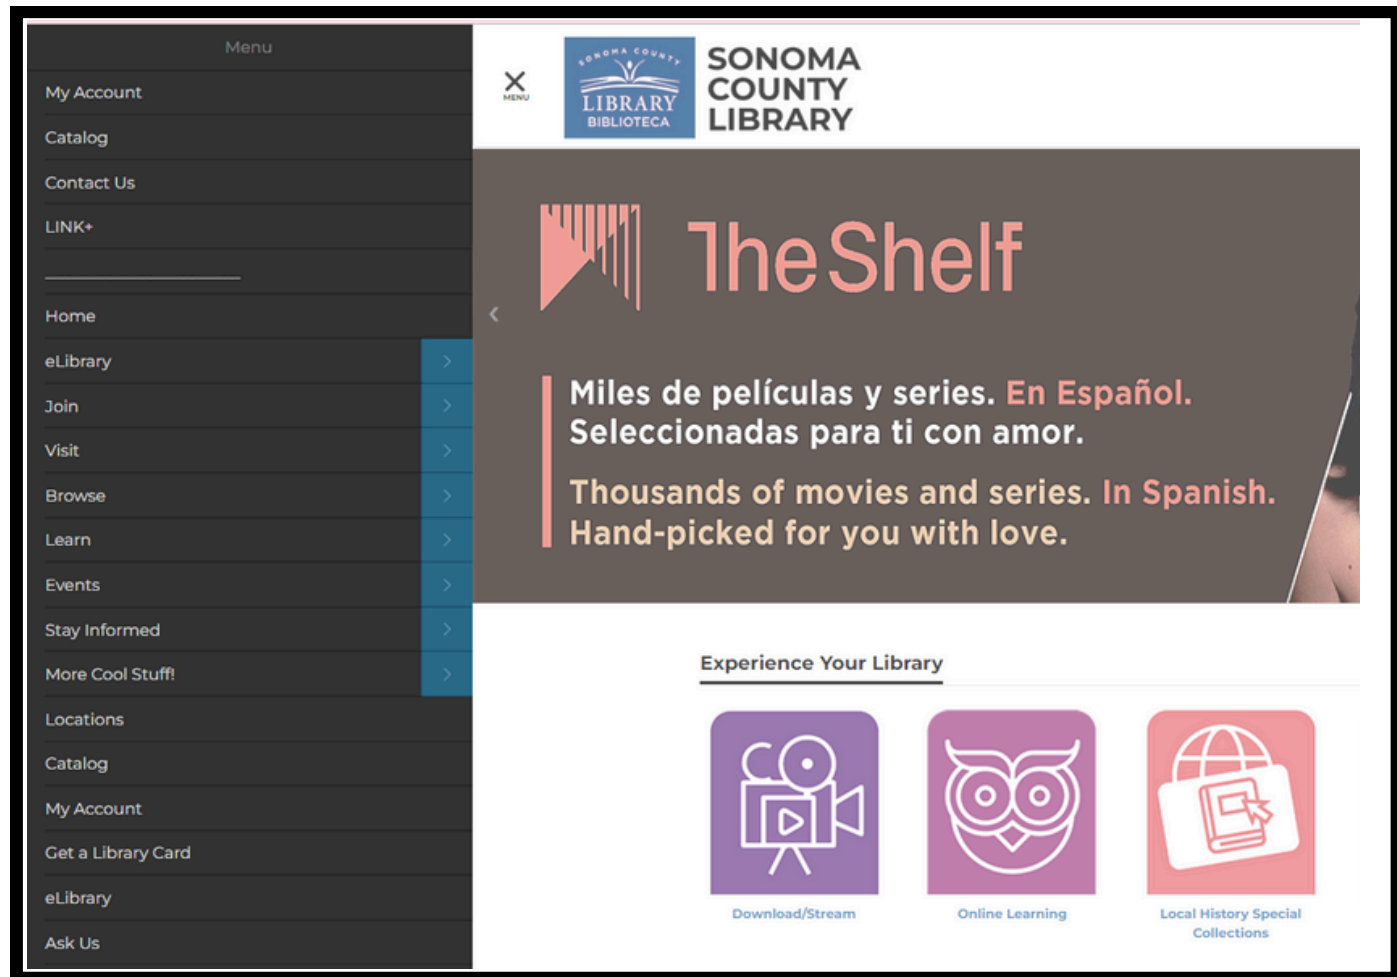 Menu
My Account
Catalog
Contact Us
LINK+
Home
eLibrary
Join
Visit
Browse
Learn
Events
Stay Informed
More Cool Stuff!
Locations
Catalog
My Account
Get a Library Card
eLibrary
Ask Us
MENU
SONOMA COUNTY
LIBRARY
BIBLIOTECA
SONOMA
COUNTY
LIBRARY
The Shelf
Miles de películas y series. En Español.
Seleccionadas para ti con amor.
Thousands of movies and series. In Spanish.
Hand-picked for you with love.
Experience Your Library
Download/Stream
Online Learning
Local History Special
Collections